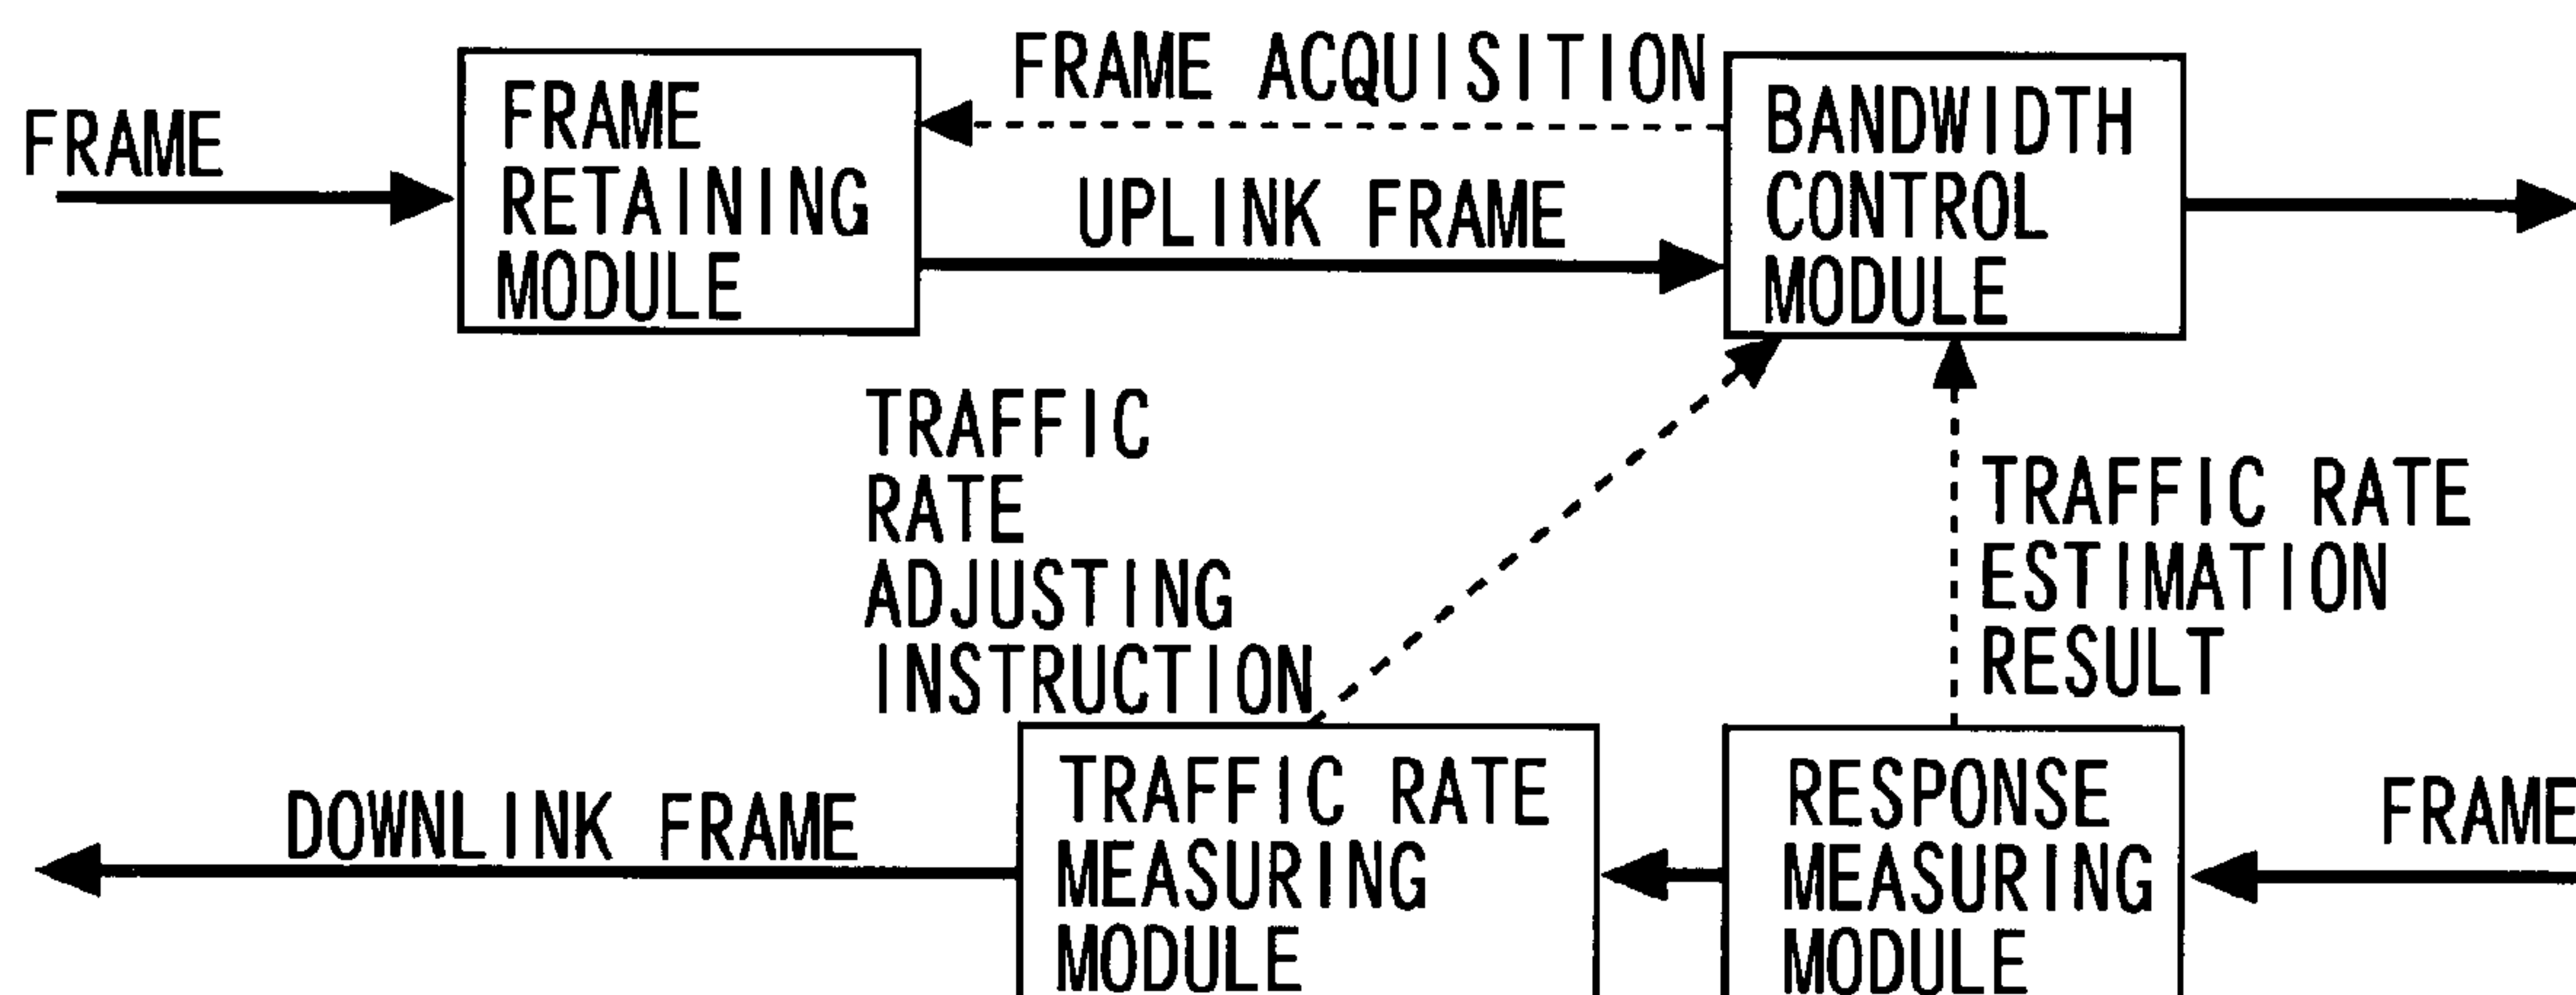 FRAME
FRAME
RETAINING
MODULE
FRAME ACQUISITION
UPLINK FRAME
BANDWIDTH
CONTROL
MODULE
TRAFFIC
RATE
ADJUSTING
INSTRUCTION
TRAFFIC RATE
ESTIMATION
RESULT
DOWNLINK FRAME
TRAFFIC RATE
MEASURING
MODULE
RESPONSE
MEASURING
MODULE
FRAME